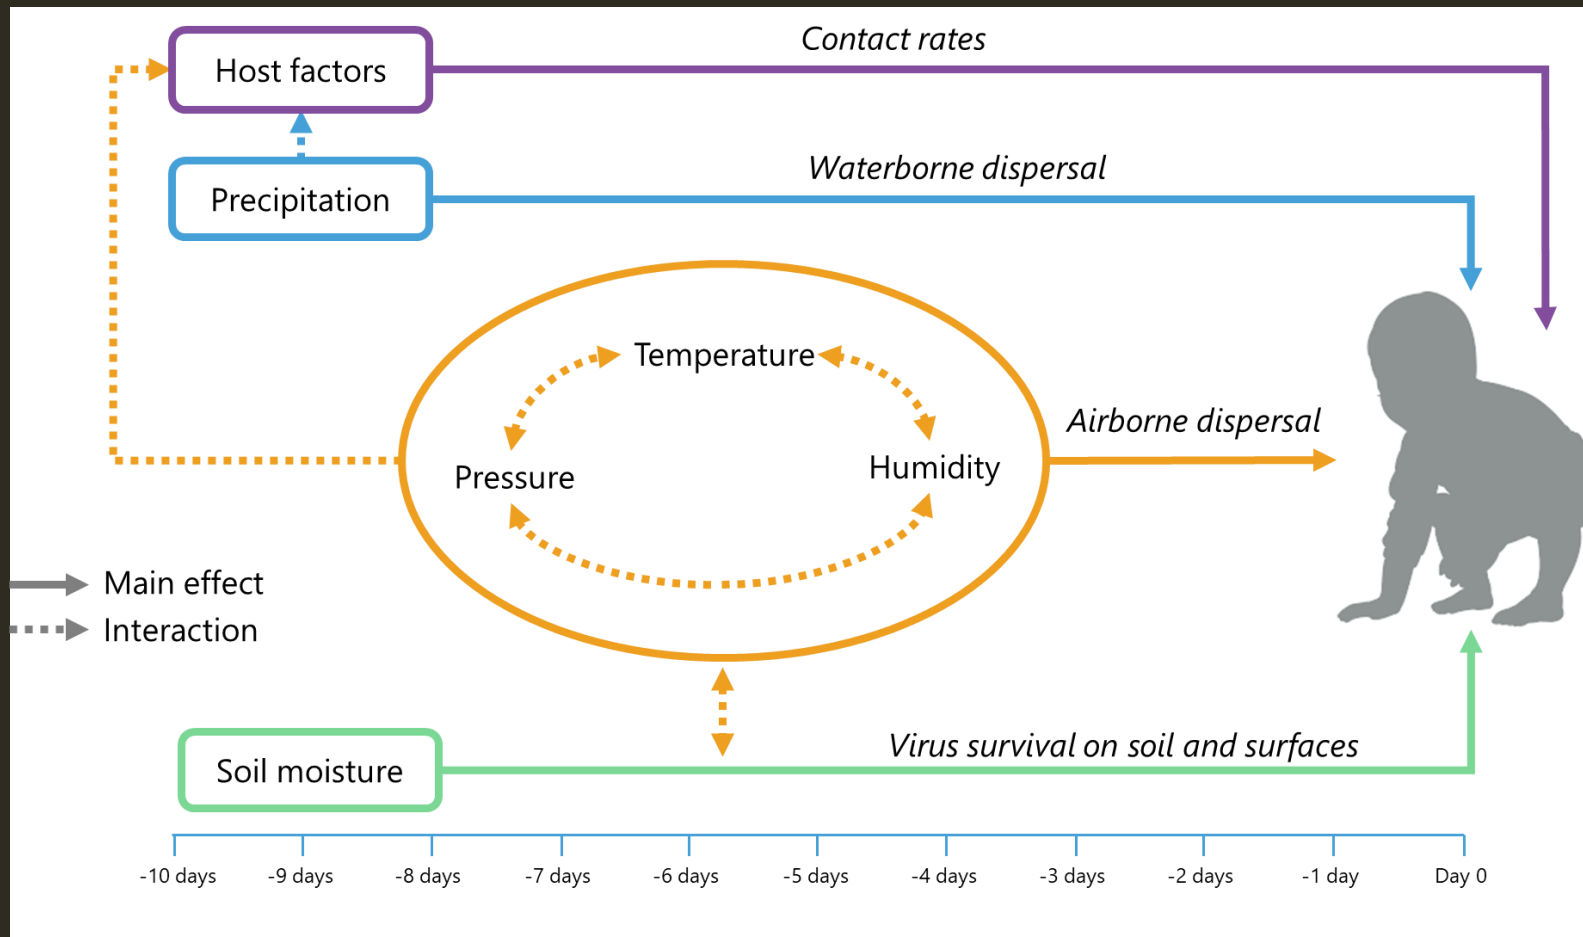 Contact rates
Host factors
Waterborne dispersal
Precipitation
Temperature
Airborne dispersal
Pressure
Humidity
Main effect
Interaction
Virus survival on soil and surfaces
Soil moisture
-10 days
-9 days
-8 days
-7 days
-6 days
-5 days
-4 days
-3 days
-2 days
-1 day
Day 0